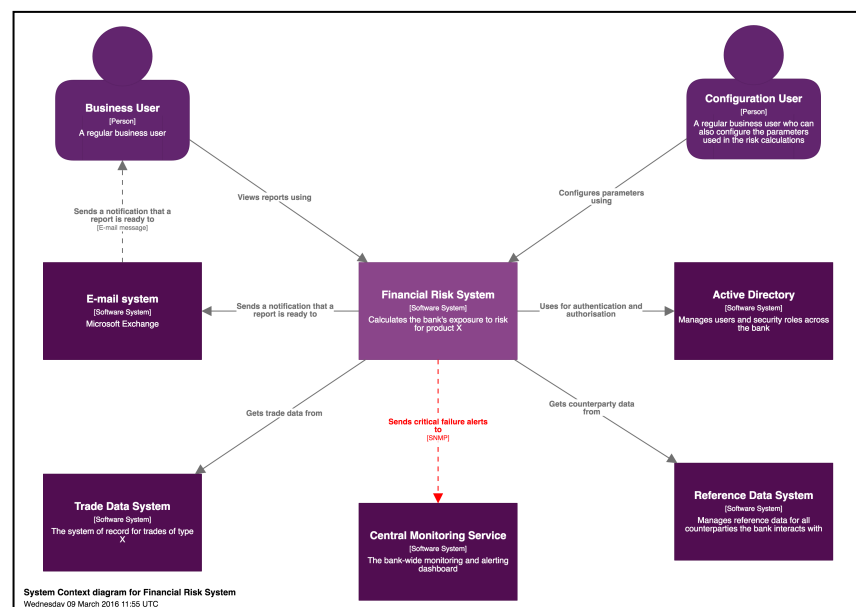 Business User
[Person]
A regular business user
Configuration User
[Person]
A regular business user who can
also configure the parameters
used in the risk calculations
Views reports using
Configures parameters
using
Sends a notification that a
report is ready to
[E-mail message]
E-mail system
[Software System]
Microsoft Exchange
Sends a notification that a
report is ready to
Financial Risk System
[Software System]
Calculates the bank's exposure to risk
for product X
Uses for authentication and
authorisation
Active Directory
[Software System]
Manages users and security roles across
the bank
Gets trade data from
Sends critical failure alerts
to
[SNMP]
Gets counterparty data
from
Trade Data System
[Software System]
The system of record for trades of type
X
Central Monitoring Service
[Software System]
The bank-wide monitoring and alerting
dashboard
Reference Data System
[Software System]
Manages reference data for all
counterparties the bank interacts with
System Context diagram for Financial Risk System
Wednesday 09 March 2016 11:55 UTC